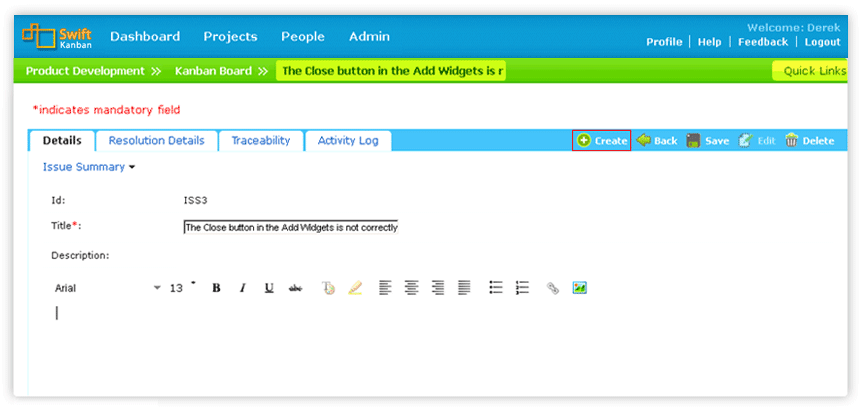 Swift Kanban Dashboard Projects People Admin
Welcome: Derek
Profile | Help | Feedback | Logout
Product Development >> Kanban Board >> The Close button in the Add Widgets is r
Quick Links
*indicates mandatory field
Details Resolution Details Traceability Activity Log Create Back Save Edit Delete
Issue Summary
Id: ISS3
Title*: The Close button in the Add Widgets is not correctly
Description:
Arial 13 B I U abc